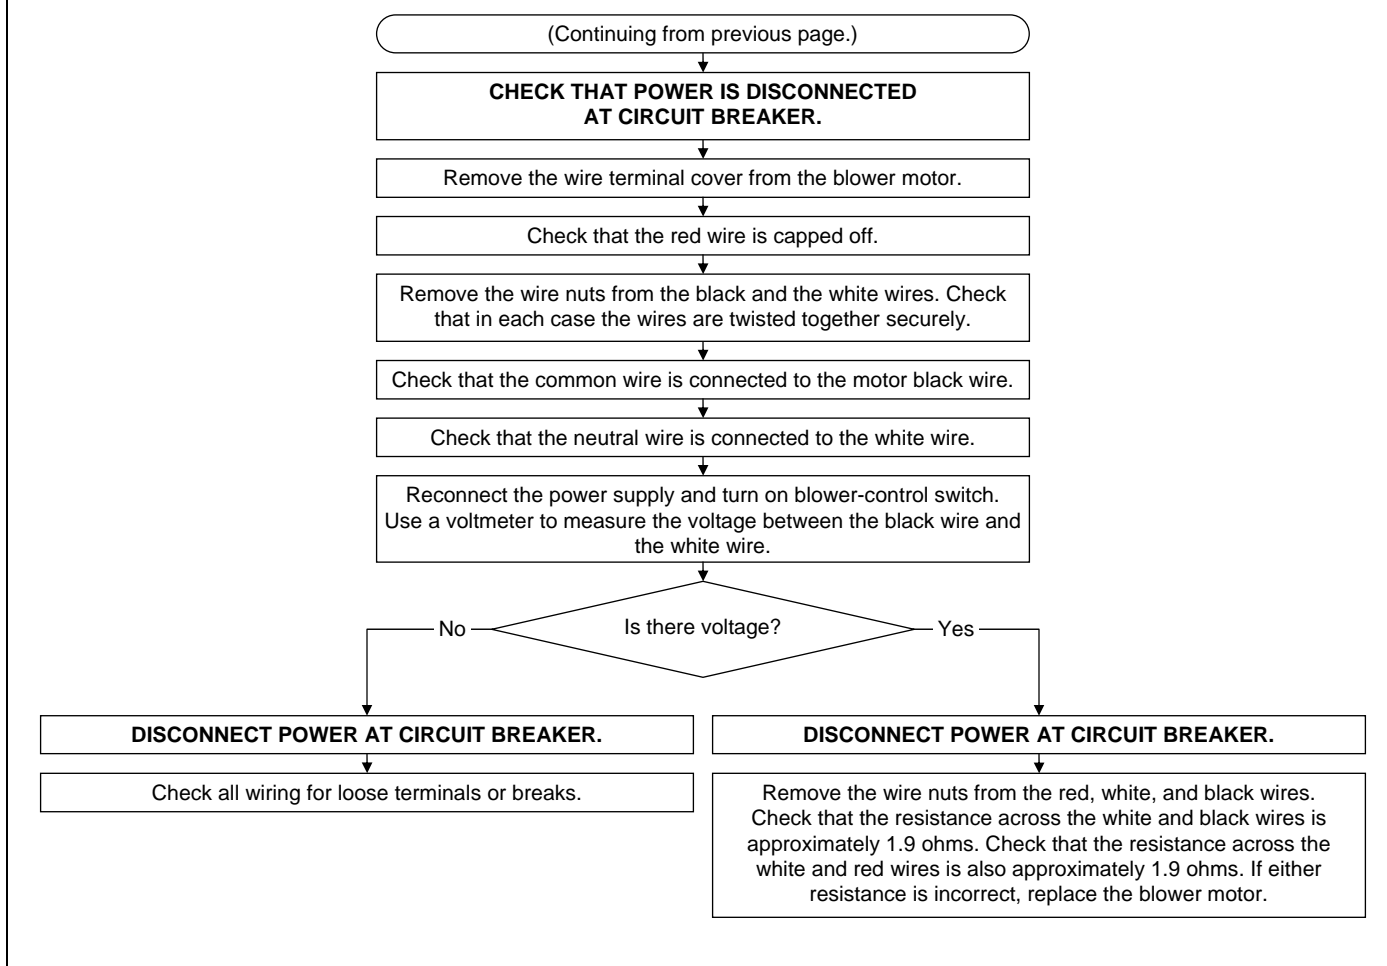 (Continuing from previous page.)
CHECK THAT POWER IS DISCONNECTED
AT CIRCUIT BREAKER.
Remove the wire terminal cover from the blower motor.
Check that the red wire is capped off.
Remove the wire nuts from the black and the white wires. Check
that in each case the wires are twisted together securely.
Check that the common wire is connected to the motor black wire.
Check that the neutral wire is connected to the white wire.
Reconnect the power supply and turn on blower-control switch.
Use a voltmeter to measure the voltage between the black wire and
the white wire.
Is there voltage?
No
Yes
DISCONNECT POWER AT CIRCUIT BREAKER.
Check all wiring for loose terminals or breaks.
DISCONNECT POWER AT CIRCUIT BREAKER.
Remove the wire nuts from the red, white, and black wires.
Check that the resistance across the white and black wires is
approximately 1.9 ohms. Check that the resistance across the
white and red wires is also approximately 1.9 ohms. If either
resistance is incorrect, replace the blower motor.